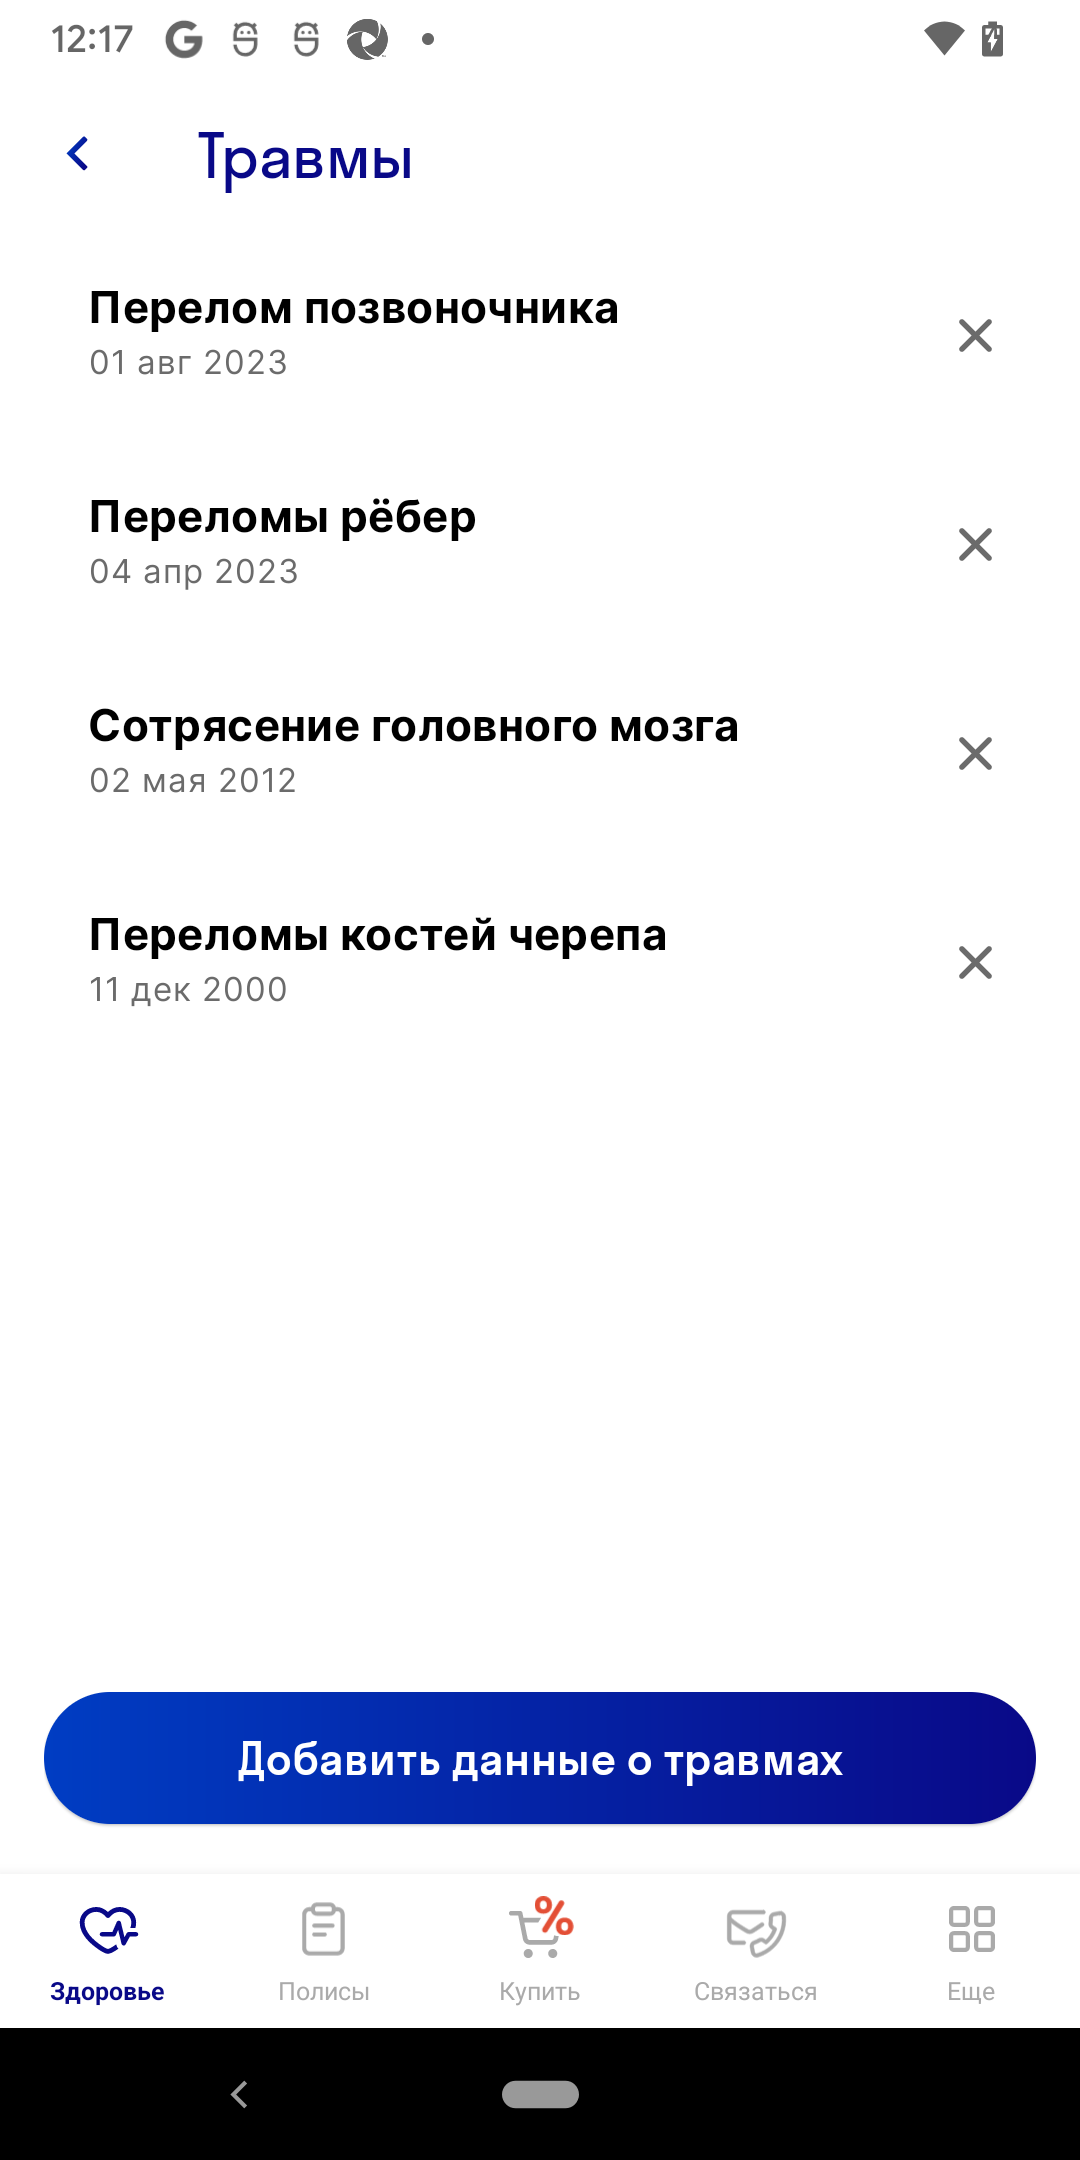 12:17
Травмы
Перелом позвоночника
01 авг 2023
Переломы рёбер
04 апр 2023
Сотрясение головного мозга
02 мая 2012
Переломы костей черепа
11 дек 2000
Добавить данные о травмах
Здоровье
Полисы
Купить
Связаться
Еще